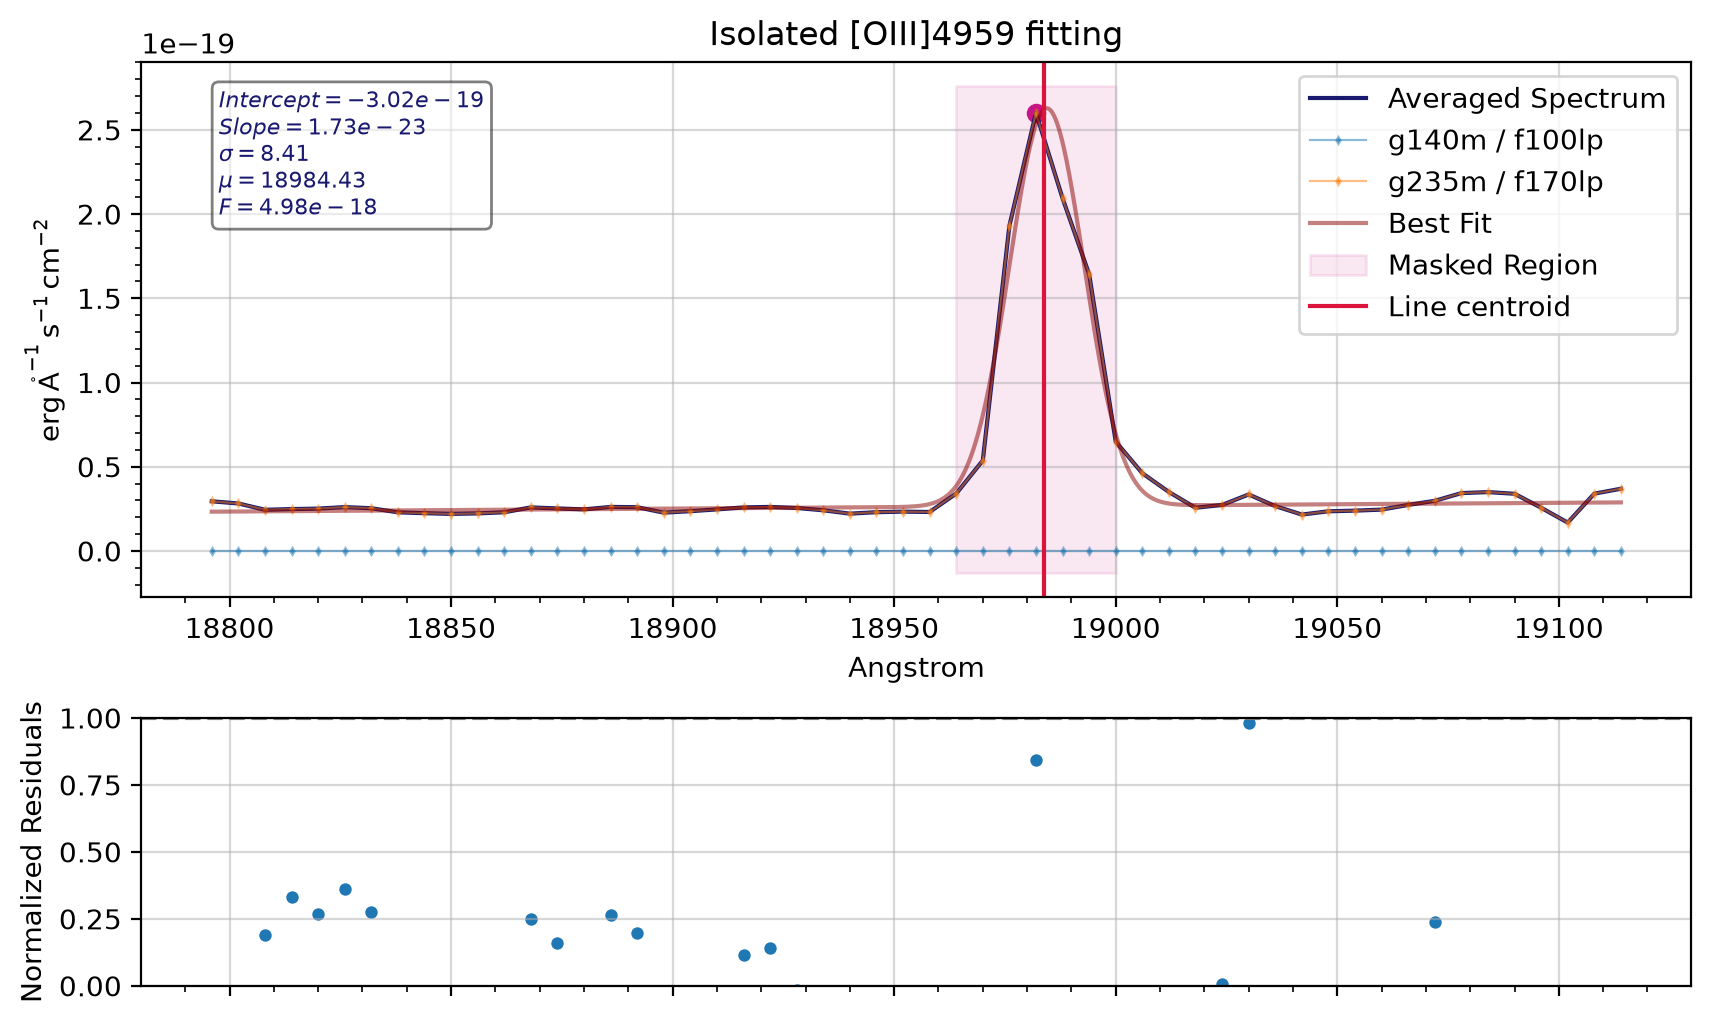 Isolated [OIII]4959 fitting
1e−19
Intercept = −3.02e − 19
Slope = 1.73e − 23
σ = 8.41
μ = 18984.43
F = 4.98e − 18
Averaged Spectrum
g140m / f100lp
g235m / f170lp
Best Fit
Masked Region
Line centroid
erg Å⁻¹ s⁻¹ cm⁻²
2.5
2.0
1.5
1.0
0.5
0.0
18800 18850 18900 18950 19000 19050 19100
Angstrom
Normalized Residuals
1.00
0.75
0.50
0.25
0.00